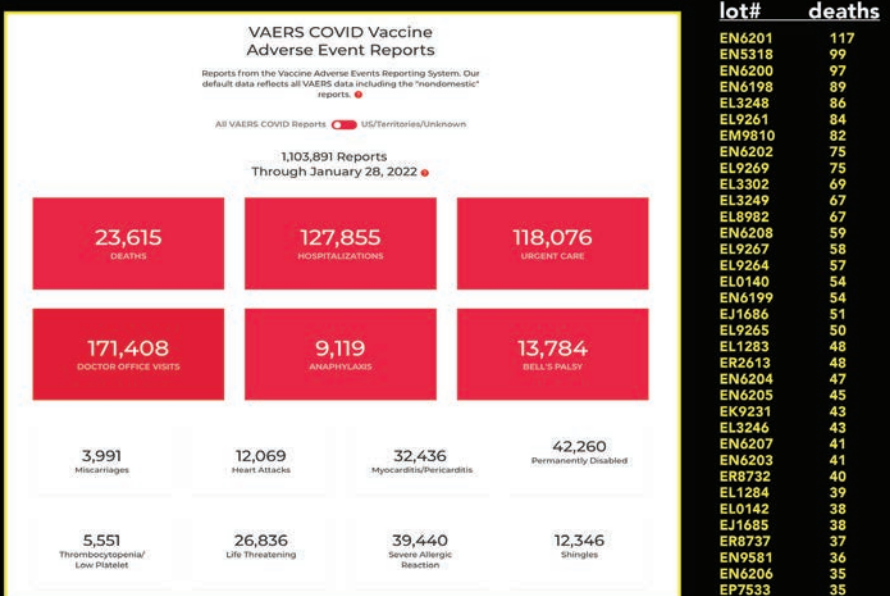 VAERS COVID Vaccine
Adverse Event Reports
Reports from the Vaccine Adverse Events Reporting System. Our
default data reflects all VAERS data including the "nondomestic"
reports. ?
All VAERS COVID Reports US/Territories/Unknown
1,103,891 Reports
Through January 28, 2022 ?
23,615
DEATHS
127,855
HOSPITALIZATIONS
118,076
URGENT CARE
171,408
DOCTOR OFFICE VISITS
9,119
ANAPHYLAXIS
13,784
BELL'S PALSY
3,991
Miscarriages
12,069
Heart Attacks
32,436
Myocarditis/Pericarditis
42,260
Permanently Disabled
5,551
Thrombocytopenia/
Low Platelet
26,836
Life Threatening
39,440
Severe Allergic
Reaction
12,346
Shingles
lot# deaths
EN6201 117
EN5318 99
EN6200 97
EN6198 89
EL3248 86
EL9261 84
EM9810 82
EN6202 75
EL9269 75
EL3302 69
EL3249 67
EL8982 67
EN6208 59
EL9267 58
EL9264 57
EL0140 54
EN6199 54
EJ1686 51
EL9265 50
EL1283 48
ER2613 48
EN6204 47
EN6205 45
EK9231 43
EL3246 43
EN6207 41
EN6203 41
ER8732 40
EL1284 39
EL0142 38
EJ1685 38
ER8737 37
EN9581 36
EN6206 35
EP7533 35